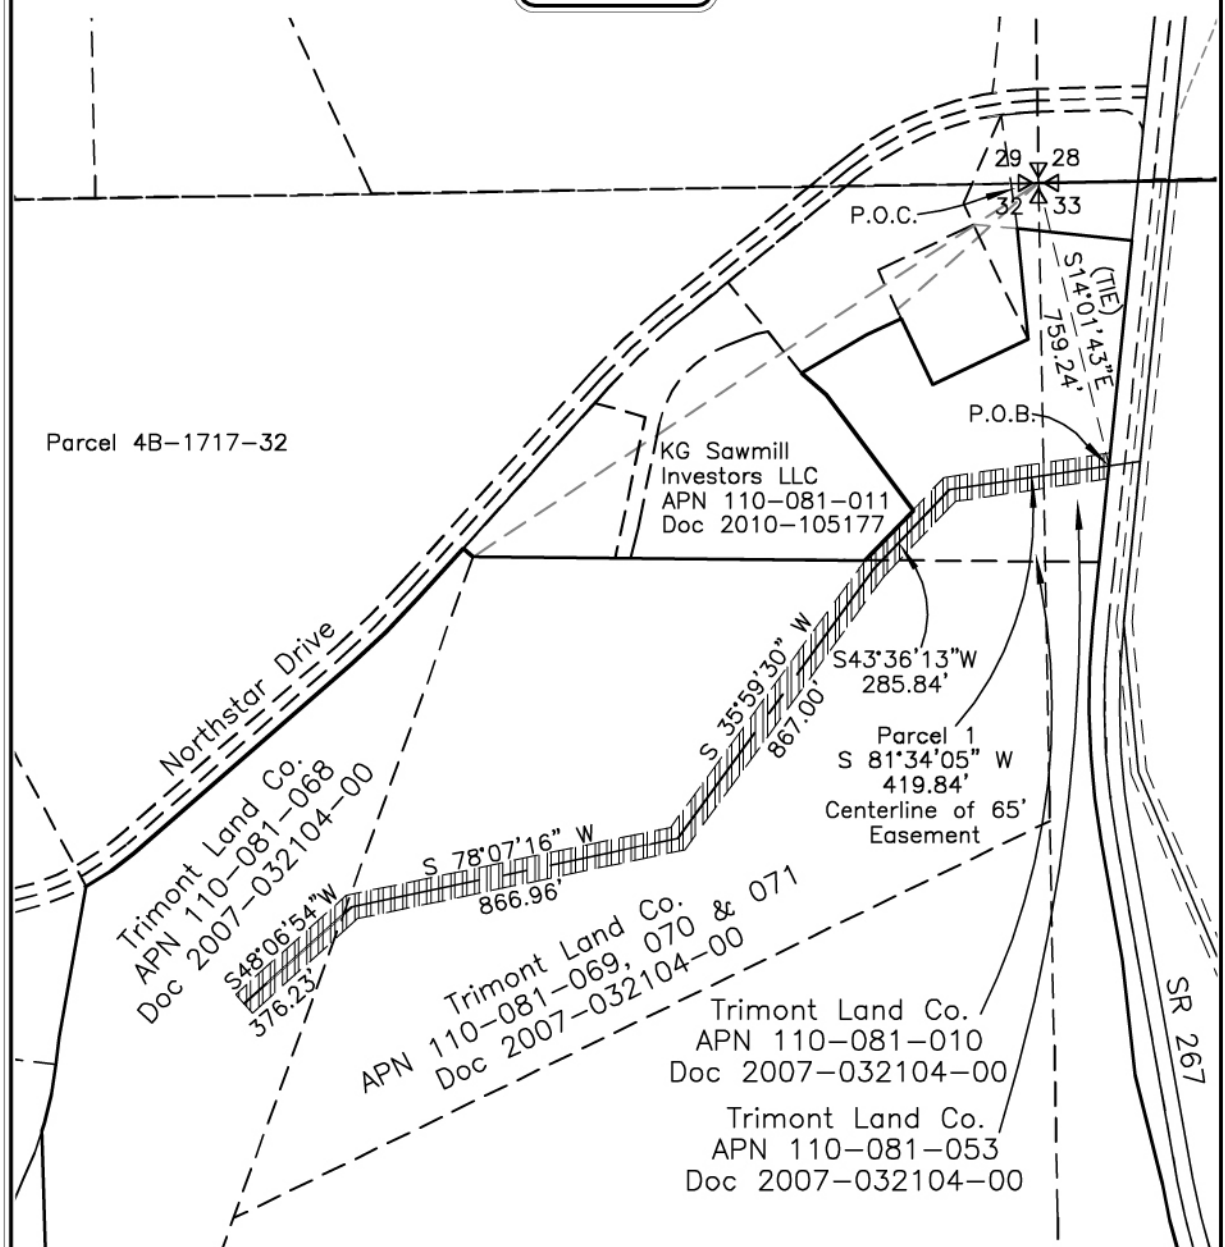 29 28
32 33
P.O.C.
(TIE)
S14°01'43"E
759.24'
P.O.B.
Parcel 4B-1717-32
KG Sawmill
Investors LLC
APN 110-081-011
Doc 2010-105177
Northstar Drive
S 35°59'30" W
867.00'
S43°36'13"W
285.84'
Parcel 1
S 81°34'05" W
419.84'
Centerline of 65'
Easement
Trimont Land Co.
APN 110-081-068
Doc 2007-032104-00
S 78°07'16" W
866.96'
S48°06'54"W
376.23'
Trimont Land Co.
APN 110-081-069, 070 & 071
Doc 2007-032104-00
Trimont Land Co.
APN 110-081-010
Doc 2007-032104-00
Trimont Land Co.
APN 110-081-053
Doc 2007-032104-00
SR 267